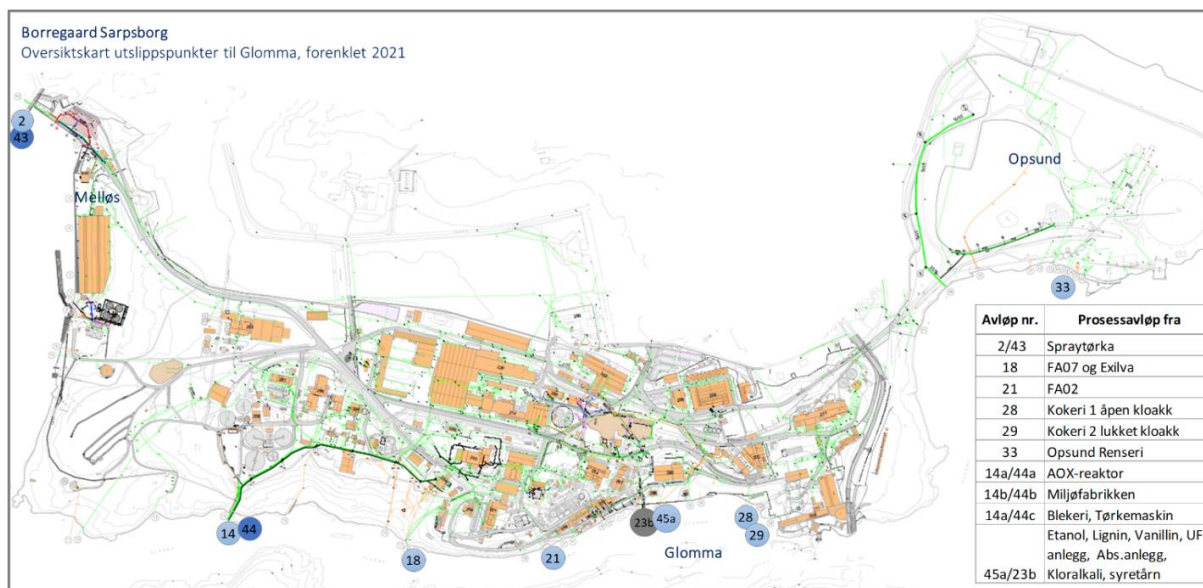 Borregaard Sarpsborg
Oversiktskart utslippspunkter til Glomma, forenklet 2021
2
43
Melløs
Opsund
33
Avløp nr. Prosessavløp fra
2/43 Spraytørka
18 FA07 og Exilva
21 FA02
28 Kokeri 1 åpen kloakk
29 Kokeri 2 lukket kloakk
33 Opsund Renseri
14a/44a AOX-reaktor
14b/44b Miljøfabrikken
14a/44c Blekeri, Tørkemaskin
Etanol, Lignin, Vanillin, UF
anlegg, Abs.anlegg,
45a/23b Kloralkali, syretårn
14
44
18
21
23b
45a
28
29
Glomma